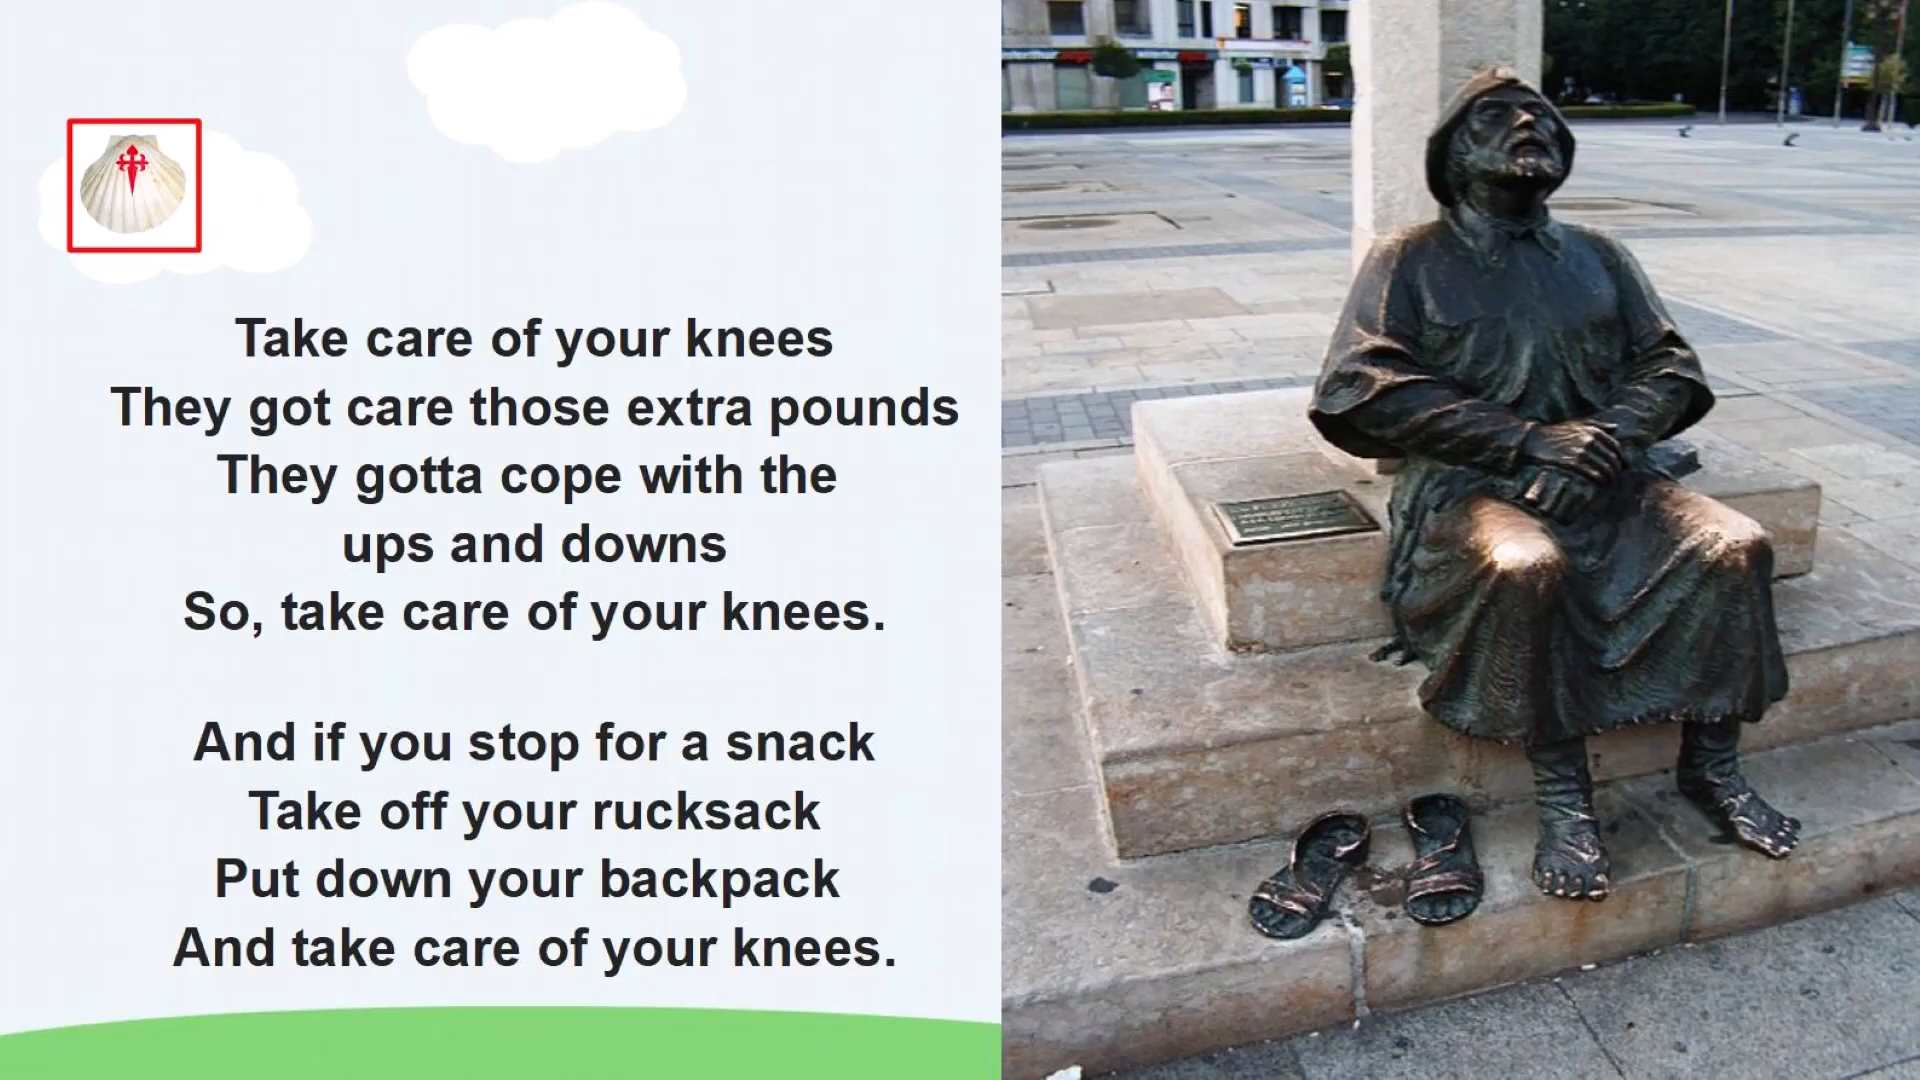 Take care of your knees
They got care those extra pounds
They gotta cope with the
ups and downs
So, take care of your knees.
And if you stop for a snack
Take off your rucksack
Put down your backpack
And take care of your knees.